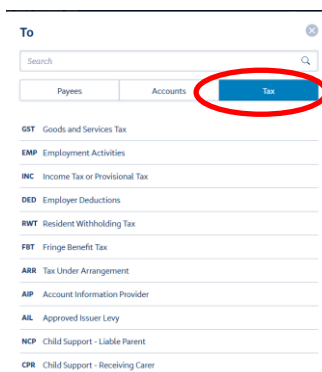 To
Search
Payees Accounts Tax
GST Goods and Services Tax
EMP Employment Activities
INC Income Tax or Provisional Tax
DED Employer Deductions
RWT Resident Withholding Tax
FBT Fringe Benefit Tax
ARR Tax Under Arrangement
AIP Account Information Provider
AIL Approved Issuer Levy
NCP Child Support - Liable Parent
CPR Child Support - Receiving Carer